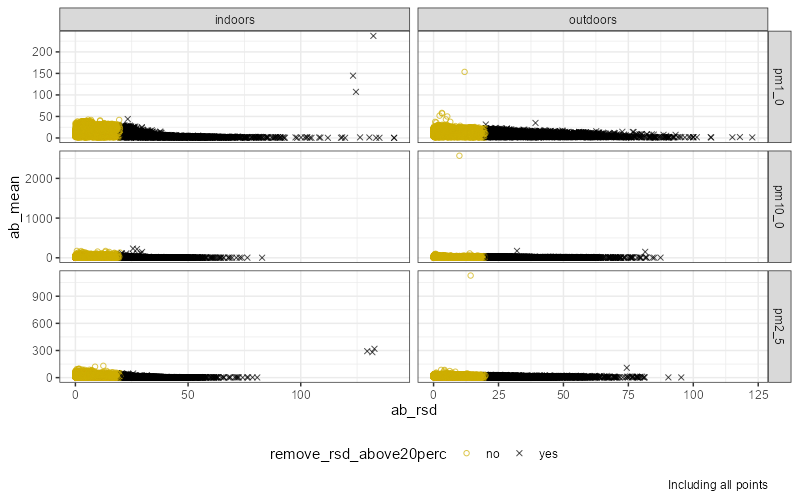 indoors
outdoors
200
150
100
50
0
pm1_0
2000
1000
0
pm10_0
900
600
300
0
pm2_5
ab_mean
0 50 100
0 25 50 75 100 125
ab_rsd
remove_rsd_above20perc no yes
Including all points